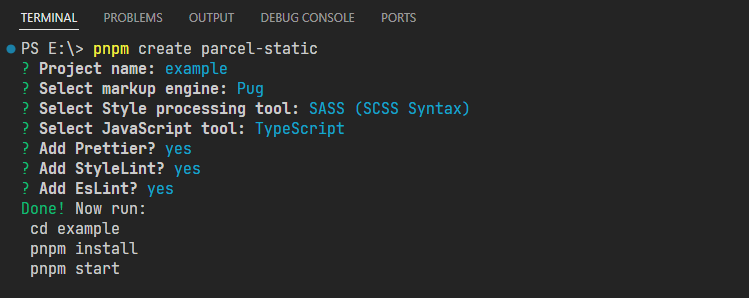 TERMINAL PROBLEMS OUTPUT DEBUG CONSOLE PORTS
PS E:\> pnpm create parcel-static
? Project name: example
? Select markup engine: Pug
? Select Style processing tool: SASS (SCSS Syntax)
? Select JavaScript tool: TypeScript
? Add Prettier? yes
? Add StyleLint? yes
? Add EsLint? yes
Done! Now run:
cd example
pnpm install
pnpm start